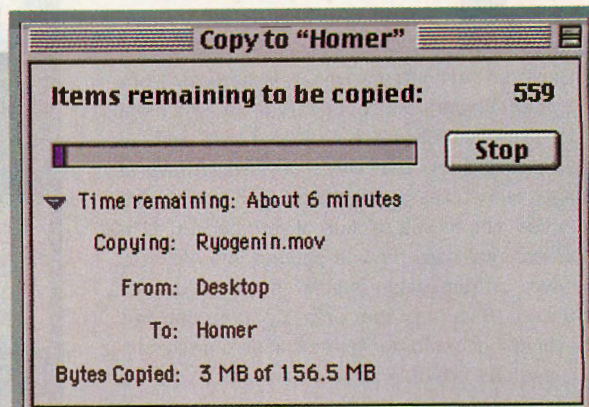 Copy to “Homer”
Items remaining to be copied: 559
Stop
Time remaining: About 6 minutes
Copying: Ryogenin.mov
From: Desktop
To: Homer
Bytes Copied: 3 MB of 156.5 MB